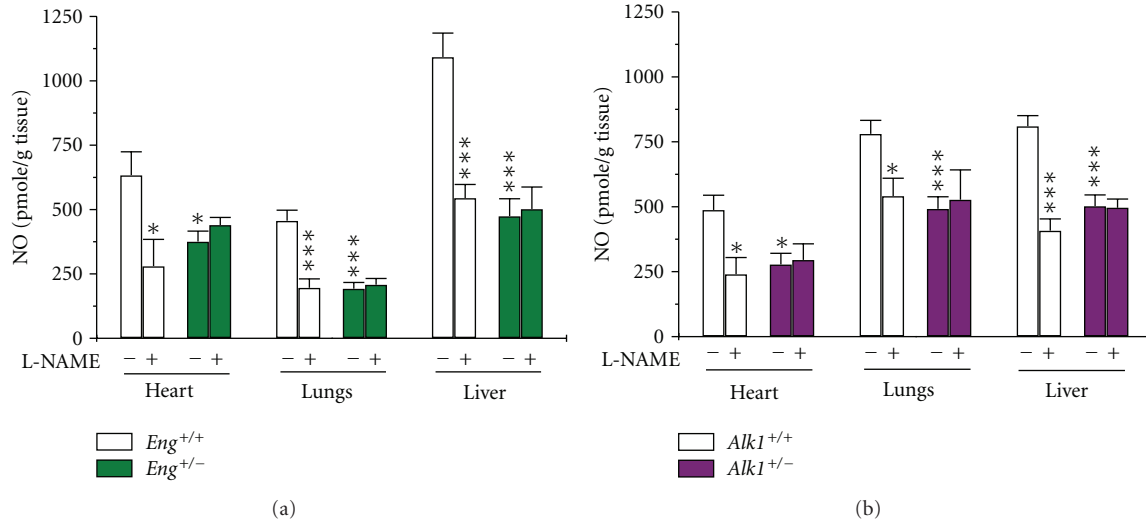 1250
1000
750
500
250
0
NO (pmole/g tissue)
* * *** *** *** ***
L-NAME − + − + − + − + − + − +
Heart Lungs Liver
Eng+/+
Eng+/−
(a)
1250
1000
750
500
250
0
NO (pmole/g tissue)
* * * *** *** ***
− + − + − + − + − + − +
Heart Lungs Liver
Alk1+/+
Alk1+/−
(b)